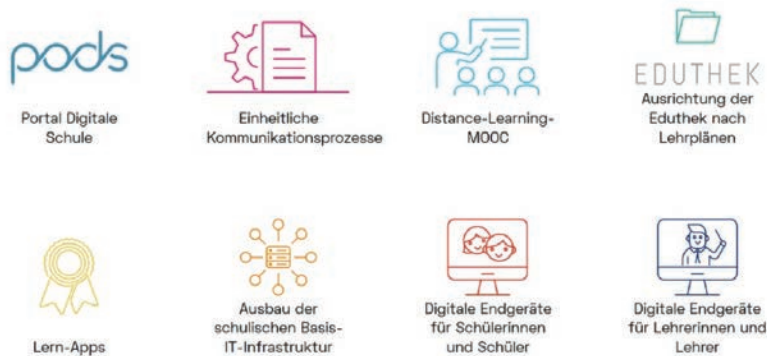 pods
Portal Digitale
Schule
Einheitliche
Kommunikationsprozesse
Distance-Learning-
MOOC
EDUTHEK
Ausrichtung der
Eduthek nach
Lehrplänen
Lern-Apps
Ausbau der
schulischen Basis-
IT-Infrastruktur
Digitale Endgeräte
für Schülerinnen
und Schüler
Digitale Endgeräte
für Lehrerinnen und
Lehrer